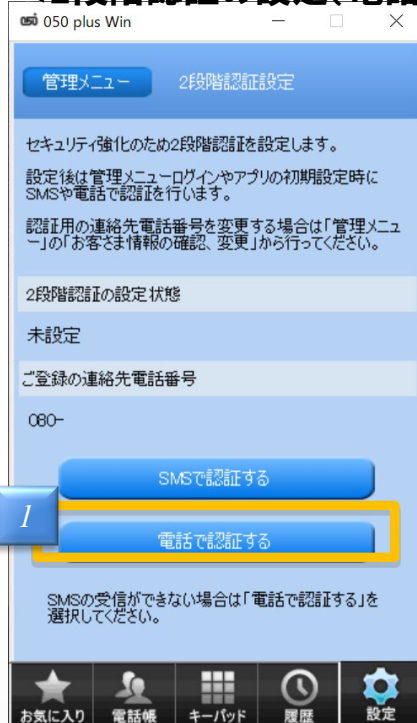 050 plus Win
管理メニュー 2段階認証設定
セキュリティ強化のため2段階認証を設定します。
設定後は管理メニューログインやアプリの初期設定時に
SMSや電話で認証を行います。
認証用の連絡先電話番号を変更する場合は「管理メニュ
ー」の「お客さま情報の確認、変更」から行ってください。
2段階認証の設定状態
未設定
ご登録の連絡先電話番号
080-
SMSで認証する
1
電話で認証する
SMSの受信ができない場合は「電話で認証する」を
選択してください。
お気に入り 電話帳 キーパッド 履歴 設定